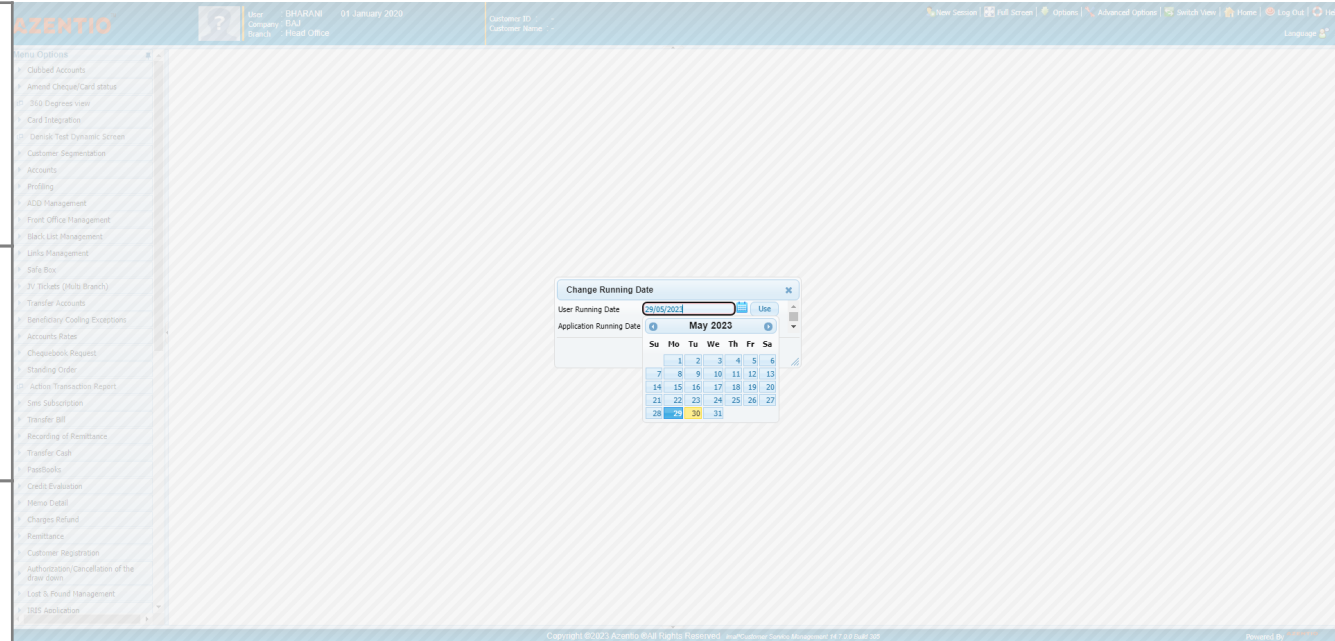 AZENTIO
User BHARANI 01 January 2020
Company BAJ
Branch Head Office
Customer ID : -
Customer Name : -
New Session | Full Screen | Options | Advanced Options | Switch View | Home | Log Out | He
Language
Menu Options
Clubbed Accounts
Amend Cheque/Card status
360 Degrees view
Card Integration
Denisk Test Dynamic Screen
Customer Segmentation
Accounts
Profiling
ADD Management
Front Office Management
Black List Management
Links Management
Safe Box
JV Tickets (Multi Branch)
Transfer Accounts
Beneficiary Cooling Exceptions
Accounts Rates
Chequebook Request
Standing Order
Action Transaction Report
Sms Subscription
Transfer Bill
Recording of Remittance
Transfer Cash
PassBooks
Credit Evaluation
Memo Detail
Charges Refund
Remittance
Customer Registration
Authorization/Cancellation of the
draw down
Lost & Found Management
IRIS Application
Change Running Date
User Running Date 29/05/2023 Use
Application Running Date
May 2023
Su Mo Tu We Th Fr Sa
1 2 3 4 5 6
7 8 9 10 11 12 13
14 15 16 17 18 19 20
21 22 23 24 25 26 27
28 29 30 31
Copyright ©2023 Azentio ®All Rights Reserved
Powered By